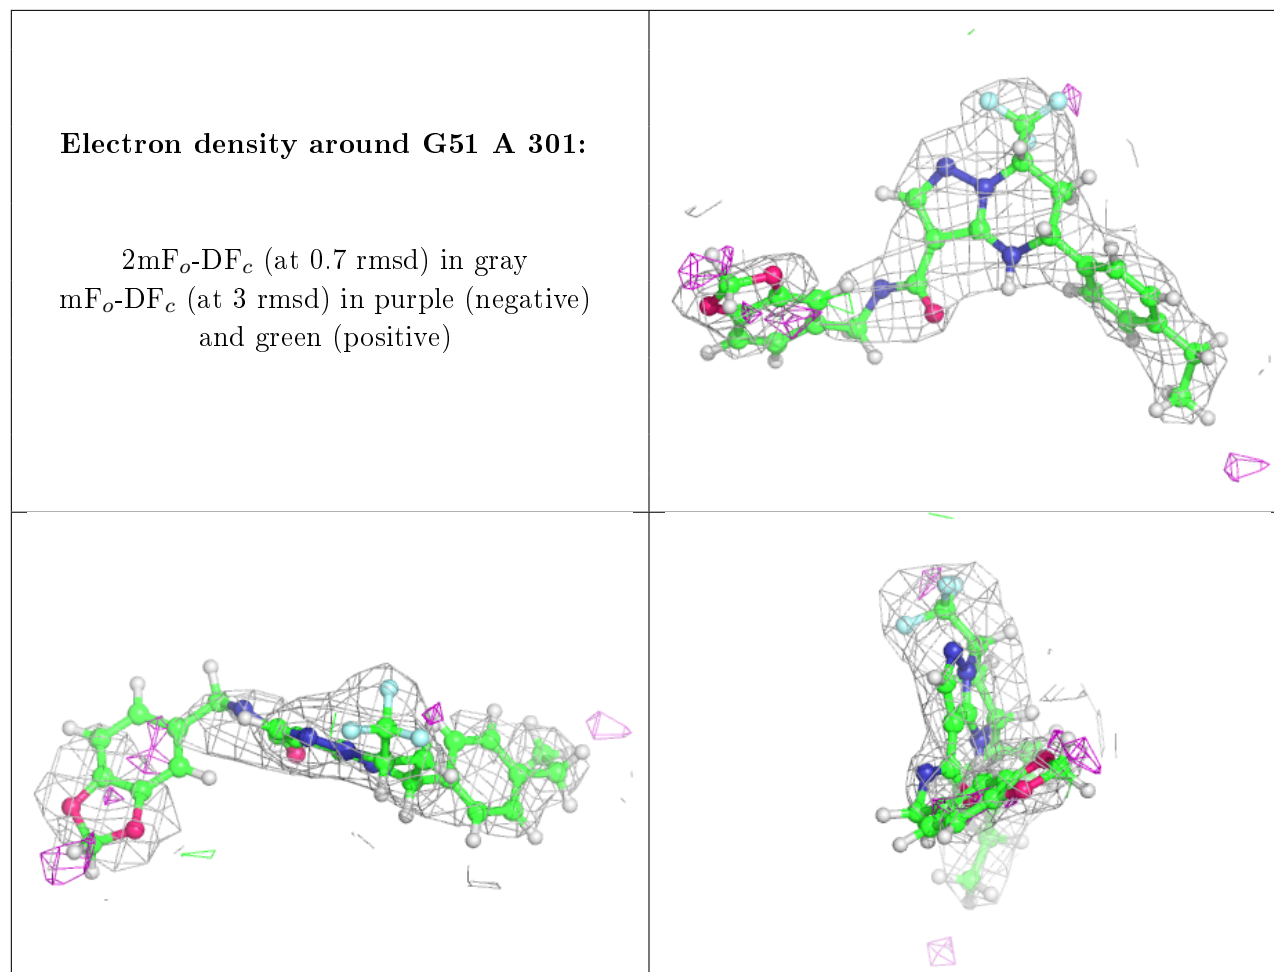 Electron density around G51 A 301:
2mFo-DFc (at 0.7 rmsd) in gray
mFo-DFc (at 3 rmsd) in purple (negative)
and green (positive)